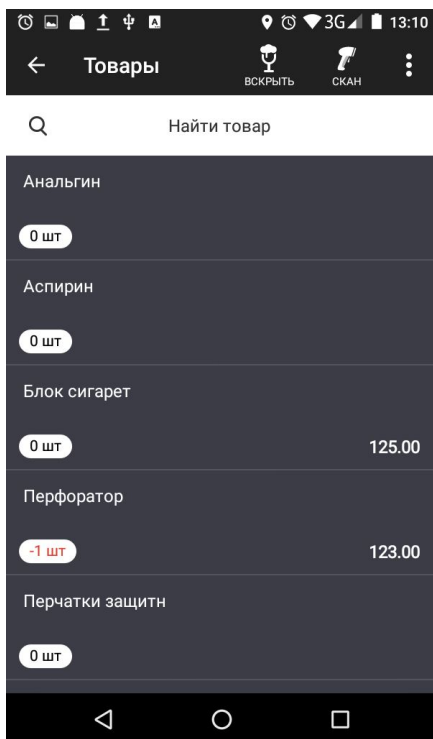 3G 13:10
Товары
ВСКРЫТЬ
СКАН
Найти товар
Анальгин
0 шт
Аспирин
0 шт
Блок сигарет
0 шт 125.00
Перфоратор
-1 шт 123.00
Перчатки защитн
0 шт